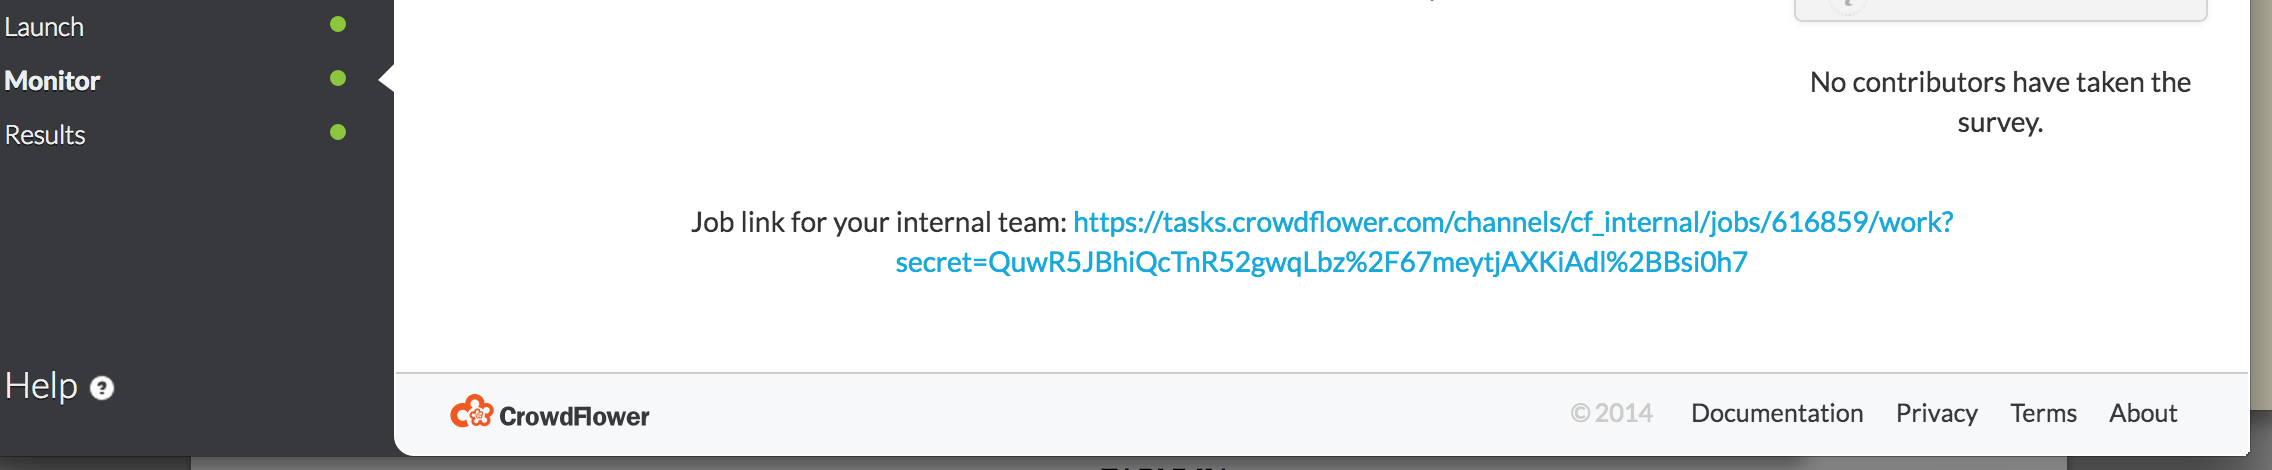 Launch
Monitor
Results
Help ?
No contributors have taken the
survey.
Job link for your internal team: https://tasks.crowdflower.com/channels/cf_internal/jobs/616859/work?
secret=QuwR5JBhiQcTnR52gwqLbz%2F67meytjAXKiAdl%2BBsi0h7
CrowdFlower
© 2014 Documentation Privacy Terms About